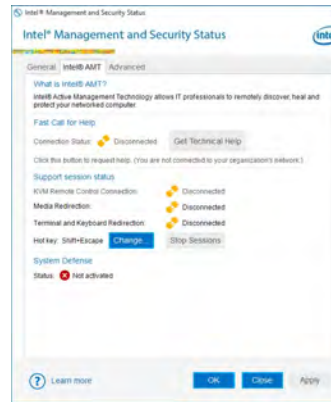 Intel® Management and Security Status
Intel® Management and Security Status
intel
General Intel® AMT Advanced
What is Intel® AMT?
Intel® Active Management Technology allows IT professionals to remotely discover, heal and
protect your networked computer.
Fast Call for Help
Connection Status: Disconnected Get Technical Help
Click this button to request help. (You are not connected to your organization's network.)
Support session status
KVM Remote Control Connection: Disconnected
Media Redirection: Disconnected
Terminal and Keyboard Redirection: Disconnected
Hot key: Shift+Escape Change... Stop Sessions
System Defense
Status: Not activated
? Learn more OK Close Apply